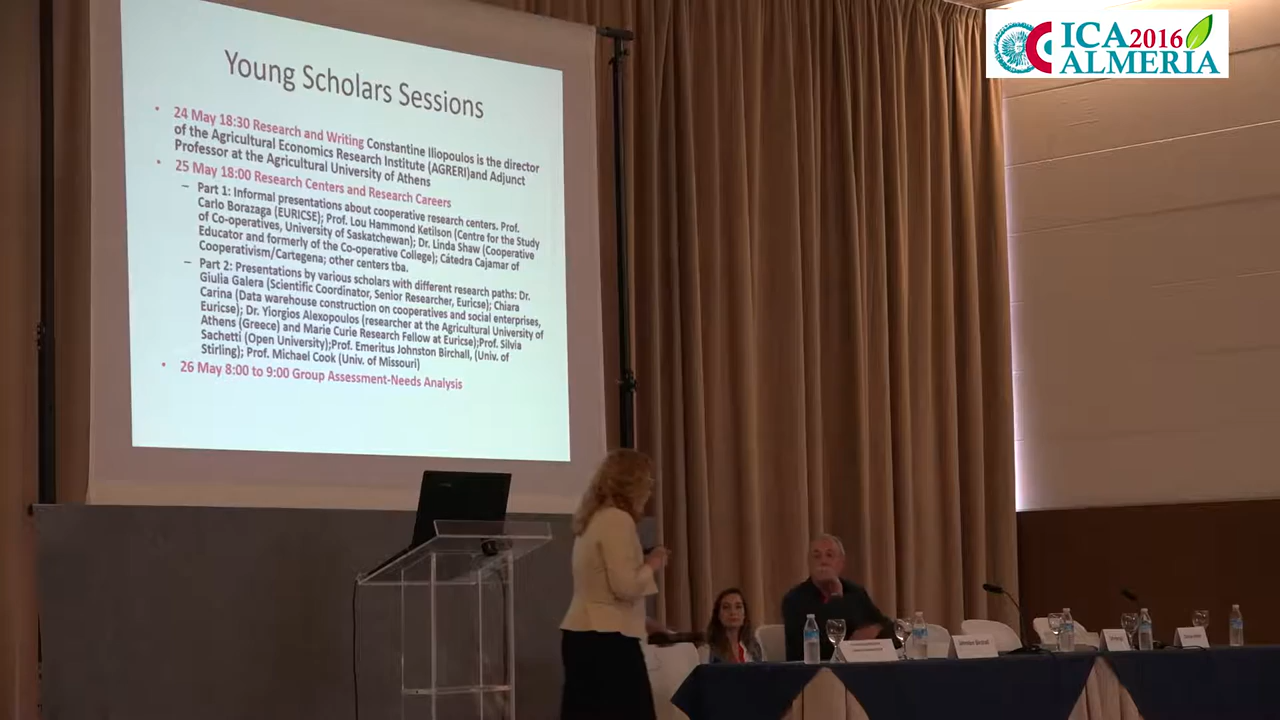 ICA 2016
ALMERIA
Young Scholars Sessions
• 24 May 18:30 Research and Writing Constantine Iliopoulos is the director
of the Agricultural Economics Research Institute (AGRERI)and Adjunct
Professor at the Agricultural University of Athens
• 25 May 18:00 Research Centers and Research Careers
– Part 1: Informal presentations about cooperative research centers. Prof.
Carlo Borazaga (EURICSE); Prof. Lou Hammond Ketilson (Centre for the Study
of Co-operatives, University of Saskatchewan); Dr. Linda Shaw (Cooperative
Educator and formerly of the Co-operative College); Cátedra Cajamar of
Cooperativism/Cartegena; other centers tba.
– Part 2: Presentations by various scholars with different research paths: Dr.
Giulia Galera (Scientific Coordinator, Senior Researcher, Euricse); Chiara
Carina (Data warehouse construction on cooperatives and social enterprises,
Euricse); Dr. Yiorgios Alexopoulos (researcher at the Agricultural University of
Athens (Greece) and Marie Curie Research Fellow at Euricse);Prof. Silvia
Sachetti (Open University);Prof. Emeritus Johnston Birchall, (Univ. of
Stirling); Prof. Michael Cook (Univ. of Missouri)
• 26 May 8:00 to 9:00 Group Assessment-Needs Analysis